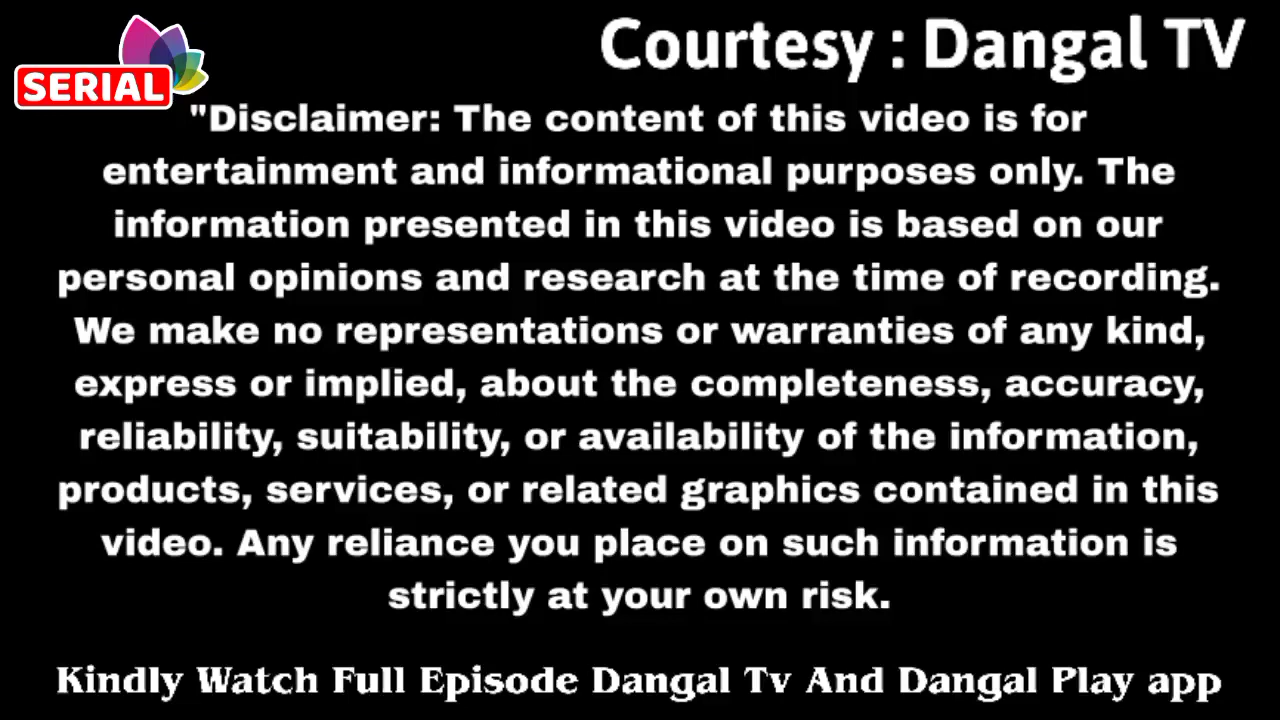 SERIAL
Courtesy : Dangal TV
"Disclaimer: The content of this video is for
entertainment and informational purposes only. The
information presented in this video is based on our
personal opinions and research at the time of recording.
We make no representations or warranties of any kind,
express or implied, about the completeness, accuracy,
reliability, suitability, or availability of the information,
products, services, or related graphics contained in this
video. Any reliance you place on such information is
strictly at your own risk.
Kindly Watch Full Episode Dangal Tv And Dangal Play app